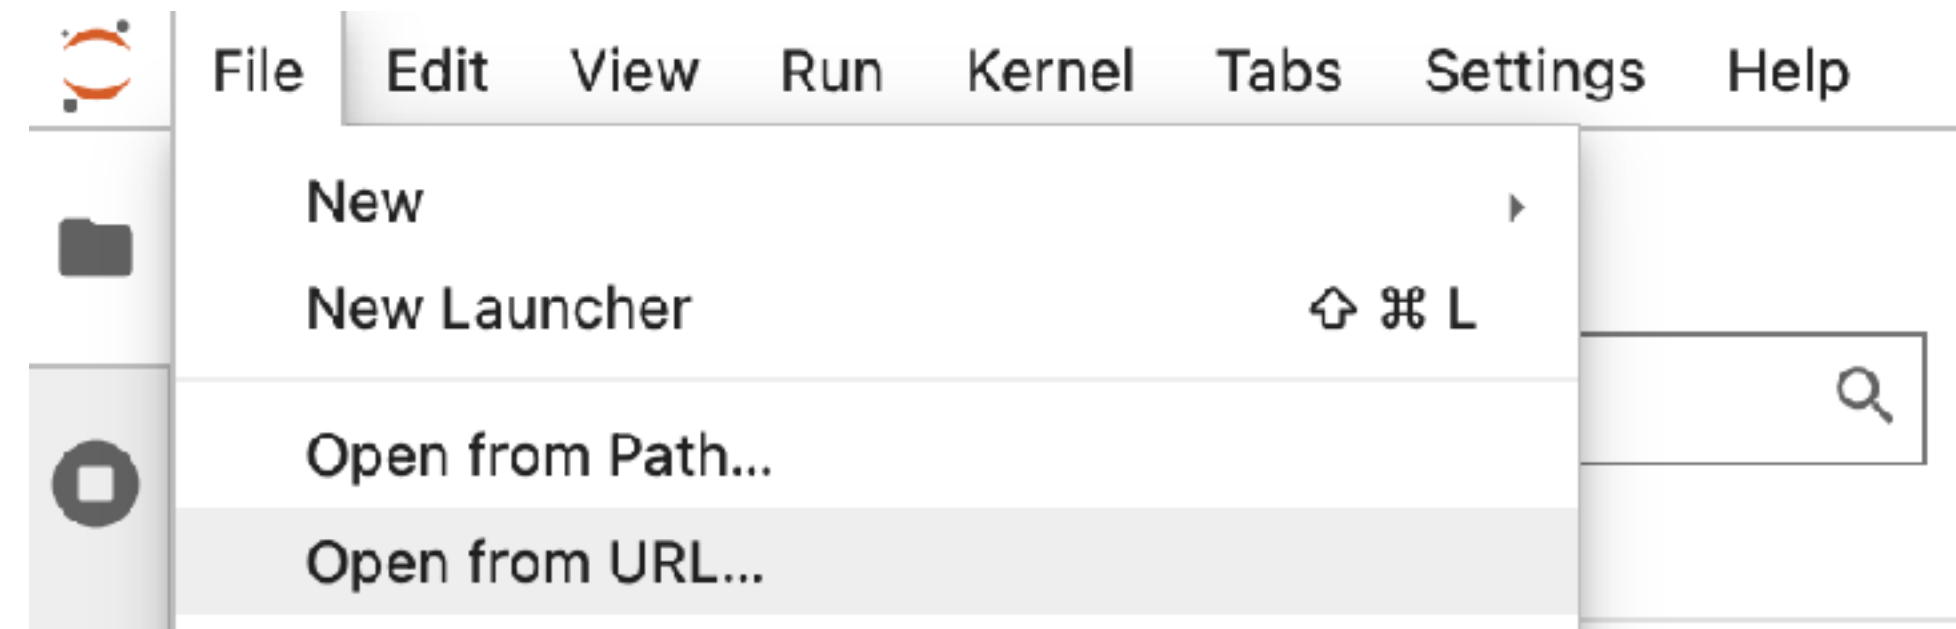 File Edit View Run Kernel Tabs Settings Help
New
New Launcher ⇧ ⌘ L
Open from Path...
Open from URL...